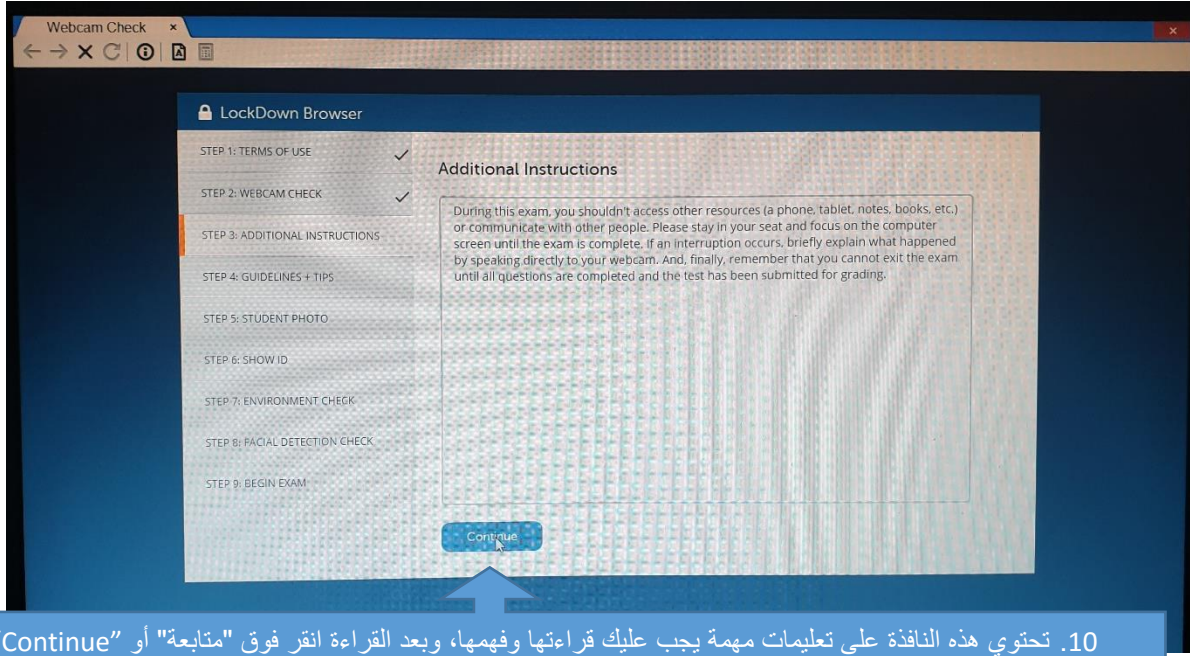 Webcam Check
LockDown Browser
STEP 1: TERMS OF USE
STEP 2: WEBCAM CHECK
STEP 3: ADDITIONAL INSTRUCTIONS
STEP 4: GUIDELINES + TIPS
STEP 5: STUDENT PHOTO
STEP 6: SHOW ID
STEP 7: ENVIRONMENT CHECK
STEP 8: FACIAL DETECTION CHECK
STEP 9: BEGIN EXAM
Additional Instructions
During this exam, you shouldn't access other resources (a phone, tablet, notes, books, etc.)
or communicate with other people. Please stay in your seat and focus on the computer
screen until the exam is complete. If an interruption occurs, briefly explain what happened
by speaking directly to your webcam. And, finally, remember that you cannot exit the exam
until all questions are completed and the test has been submitted for grading.
Continue
10. تحتوي هذه النافذة على تعليمات مهمة يجب عليك قراءتها وفهمها، وبعد القراءة انقر فوق "متابعة" أو "Continue"